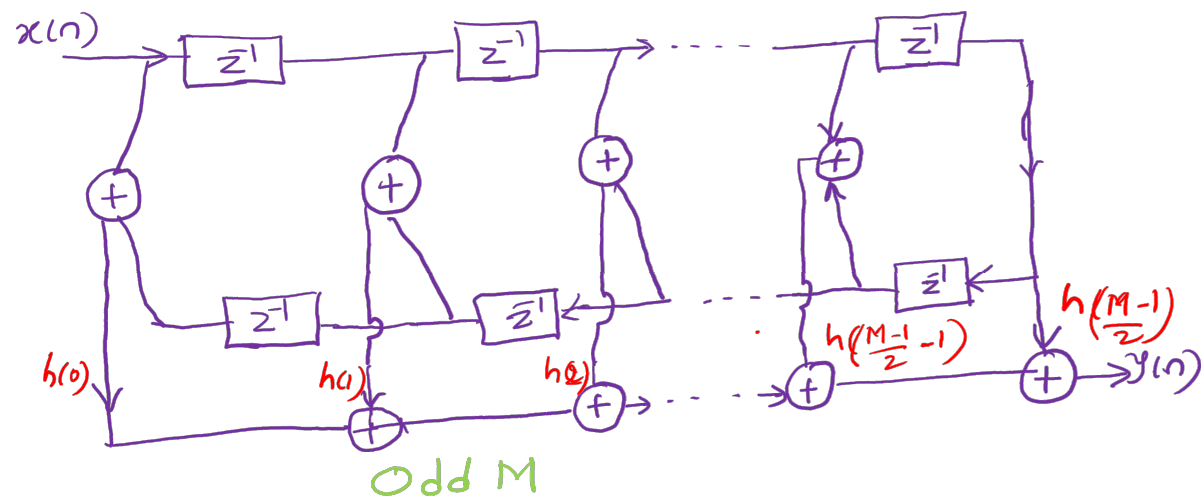 x(n)
z⁻¹ z⁻¹ ..... z⁻¹
+ + + +
z⁻¹ z⁻¹ .... z⁻¹
h(0) h(1) h(2) h(M-1/2 -1) h(M-1/2)
+ + ..... + + y(n)
Odd M